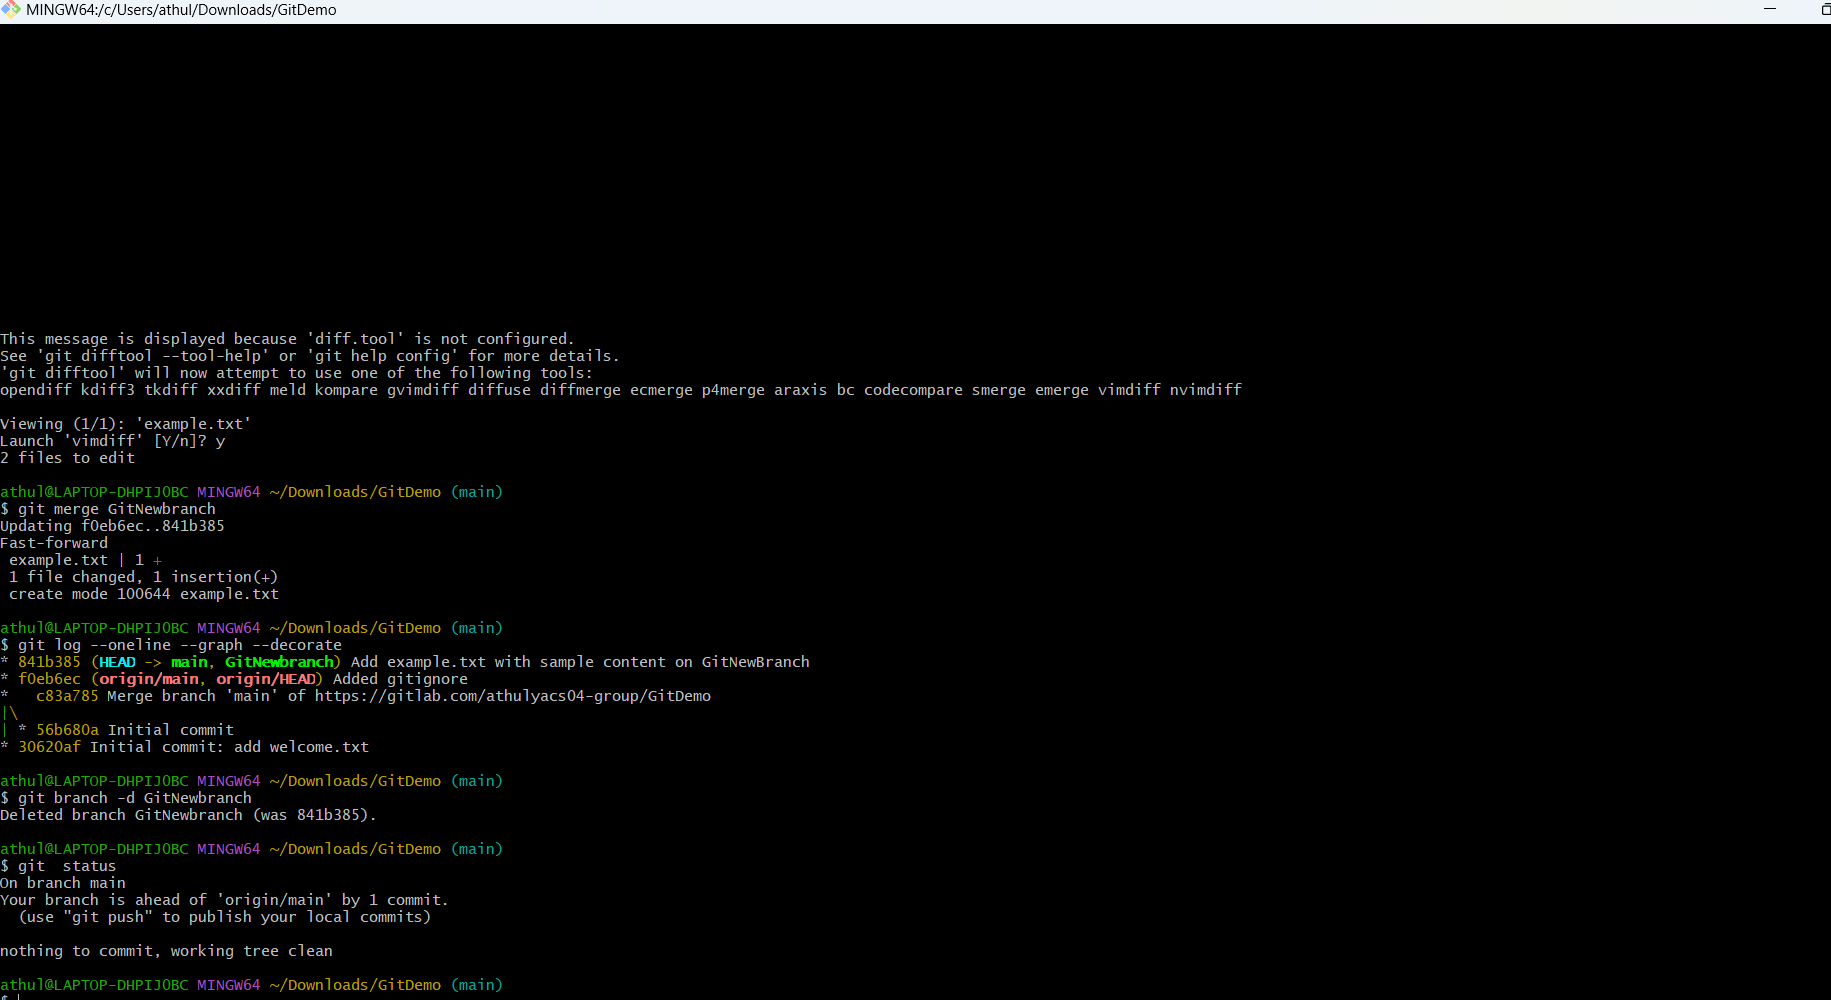 MINGW64:/c/Users/athul/Downloads/GitDemo
This message is displayed because 'diff.tool' is not configured.
See 'git difftool --tool-help' or 'git help config' for more details.
'git difftool' will now attempt to use one of the following tools:
opendiff kdiff3 tkdiff xxdiff meld kompare gvimdiff diffuse diffmerge ecmerge p4merge araxis bc codecompare smerge emerge vimdiff nvimdiff
Viewing (1/1): 'example.txt'
Launch 'vimdiff' [Y/n]? y
2 files to edit
athul@LAPTOP-DHPIJ0BC MINGW64 ~/Downloads/GitDemo (main)
$ git merge GitNewbranch
Updating f0eb6ec..841b385
Fast-forward
 example.txt | 1 +
 1 file changed, 1 insertion(+)
 create mode 100644 example.txt
athul@LAPTOP-DHPIJ0BC MINGW64 ~/Downloads/GitDemo (main)
$ git log --oneline --graph --decorate
* 841b385 (HEAD -> main, GitNewbranch) Add example.txt with sample content on GitNewBranch
* f0eb6ec (origin/main, origin/HEAD) Added gitignore
*   c83a785 Merge branch 'main' of https://gitlab.com/athulyacs04-group/GitDemo
|\
| * 56b680a Initial commit
* 30620af Initial commit: add welcome.txt
athul@LAPTOP-DHPIJ0BC MINGW64 ~/Downloads/GitDemo (main)
$ git branch -d GitNewbranch
Deleted branch GitNewbranch (was 841b385).
athul@LAPTOP-DHPIJ0BC MINGW64 ~/Downloads/GitDemo (main)
$ git  status
On branch main
Your branch is ahead of 'origin/main' by 1 commit.
  (use "git push" to publish your local commits)
nothing to commit, working tree clean
athul@LAPTOP-DHPIJ0BC MINGW64 ~/Downloads/GitDemo (main)
$